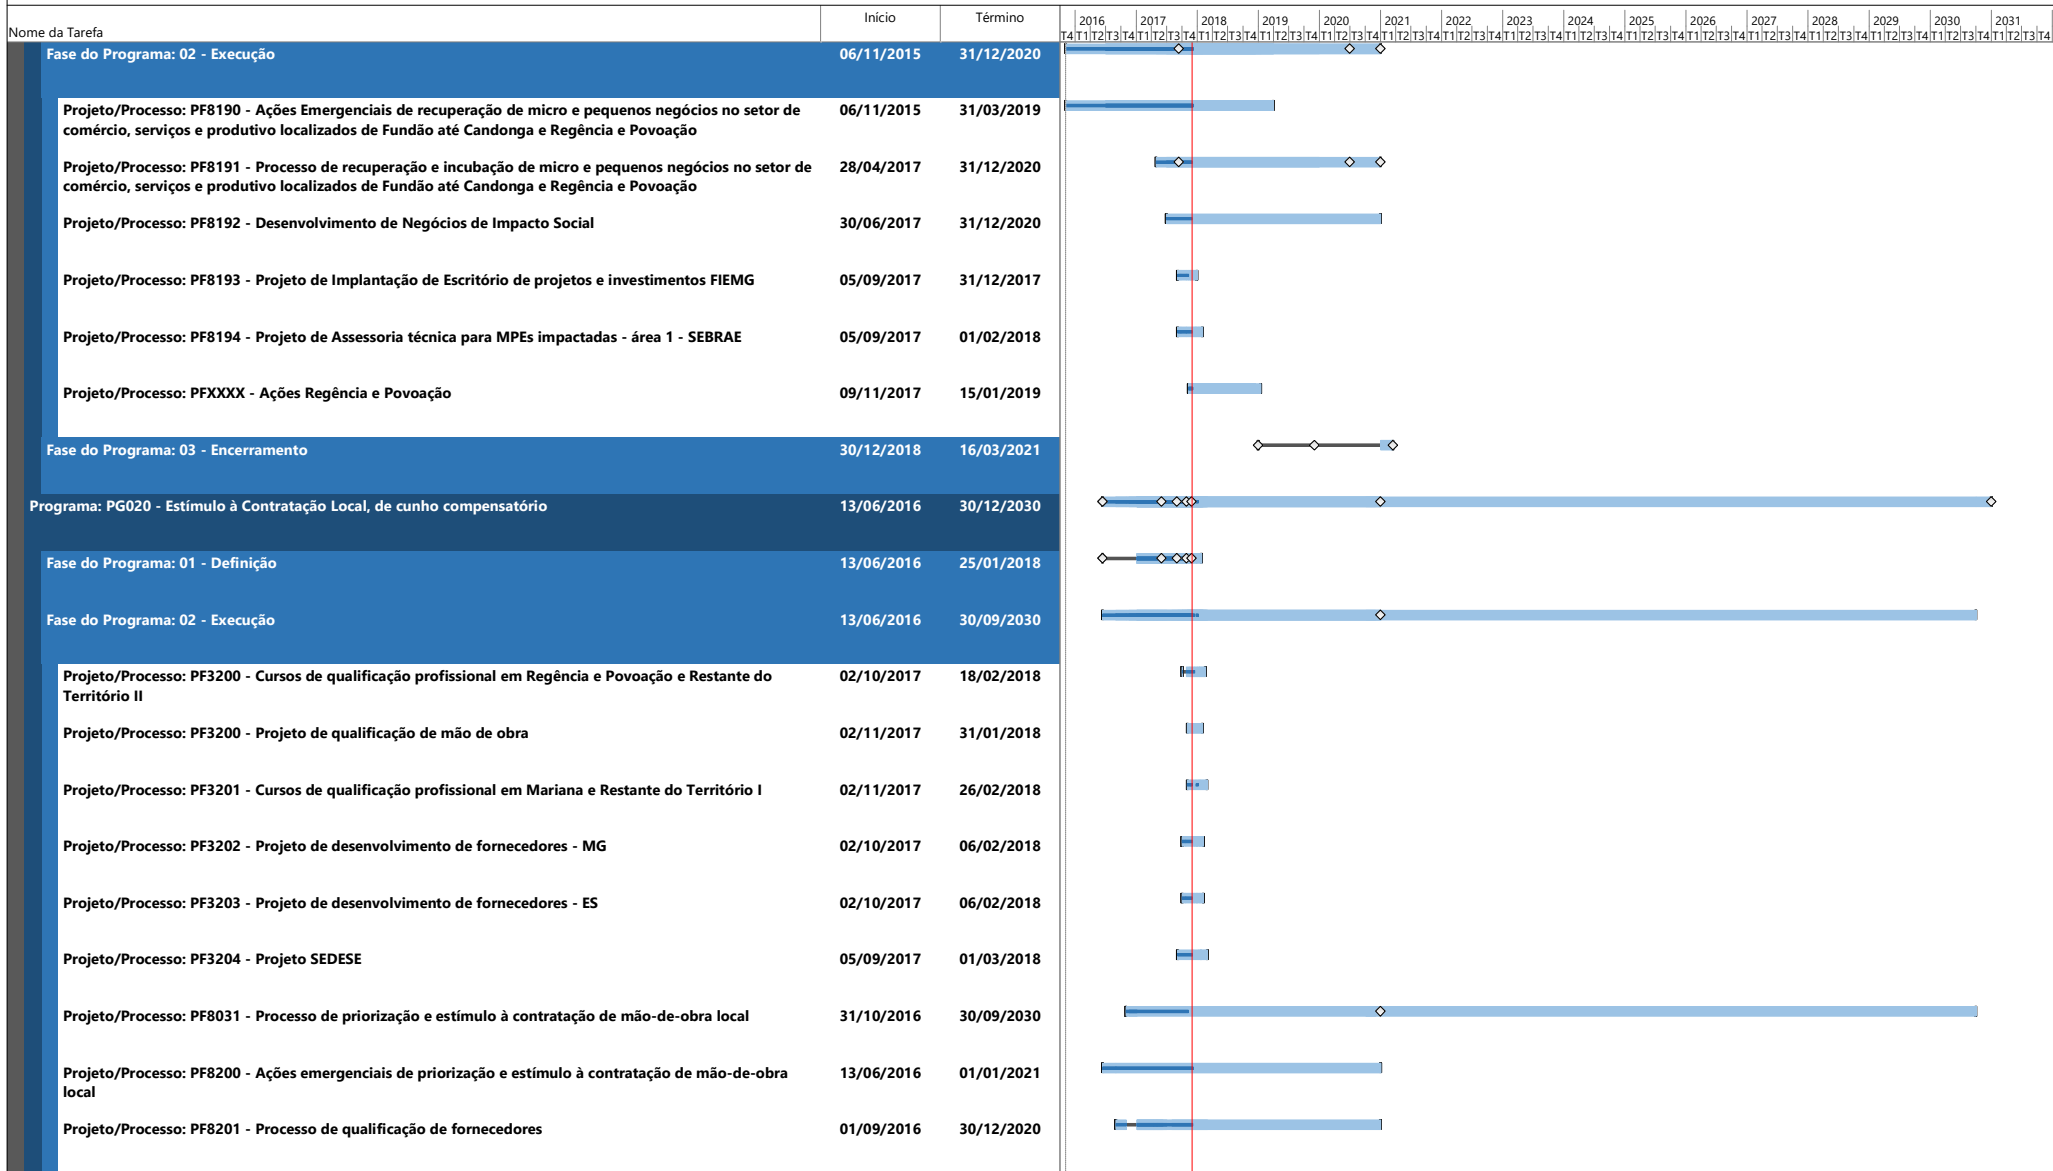 Nome da Tarefa Início Término 2016 2017 2018 2019 2020 2021 2022 2023 2024 2025 2026 2027 2028 2029 2030 2031
T4 T1 T2 T3 T4 T1 T2 T3 T4 T1 T2 T3 T4 T1 T2 T3 T4 T1 T2 T3 T4 T1 T2 T3 T4 T1 T2 T3 T4 T1 T2 T3 T4 T1 T2 T3 T4 T1 T2 T3 T4 T1 T2 T3 T4 T1 T2 T3 T4 T1 T2 T3 T4 T1 T2 T3 T4 T1 T2 T3 T4 T1 T2 T3 T4
Fase do Programa: 02 - Execução 06/11/2015 31/12/2020
Projeto/Processo: PF8190 - Ações Emergenciais de recuperação de micro e pequenos negócios no setor de 06/11/2015 31/03/2019
comércio, serviços e produtivo localizados de Fundão até Candonga e Regência e Povoação
Projeto/Processo: PF8191 - Processo de recuperação e incubação de micro e pequenos negócios no setor de 28/04/2017 31/12/2020
comércio, serviços e produtivo localizados de Fundão até Candonga e Regência e Povoação
Projeto/Processo: PF8192 - Desenvolvimento de Negócios de Impacto Social 30/06/2017 31/12/2020
Projeto/Processo: PF8193 - Projeto de Implantação de Escritório de projetos e investimentos FIEMG 05/09/2017 31/12/2017
Projeto/Processo: PF8194 - Projeto de Assessoria técnica para MPEs impactadas - área 1 - SEBRAE 05/09/2017 01/02/2018
Projeto/Processo: PFXXXX - Ações Regência e Povoação 09/11/2017 15/01/2019
Fase do Programa: 03 - Encerramento 30/12/2018 16/03/2021
Programa: PG020 - Estímulo à Contratação Local, de cunho compensatório 13/06/2016 30/12/2030
Fase do Programa: 01 - Definição 13/06/2016 25/01/2018
Fase do Programa: 02 - Execução 13/06/2016 30/09/2030
Projeto/Processo: PF3200 - Cursos de qualificação profissional em Regência e Povoação e Restante do 02/10/2017 18/02/2018
Território II
Projeto/Processo: PF3200 - Projeto de qualificação de mão de obra 02/11/2017 31/01/2018
Projeto/Processo: PF3201 - Cursos de qualificação profissional em Mariana e Restante do Território I 02/11/2017 26/02/2018
Projeto/Processo: PF3202 - Projeto de desenvolvimento de fornecedores - MG 02/10/2017 06/02/2018
Projeto/Processo: PF3203 - Projeto de desenvolvimento de fornecedores - ES 02/10/2017 06/02/2018
Projeto/Processo: PF3204 - Projeto SEDESE 05/09/2017 01/03/2018
Projeto/Processo: PF8031 - Processo de priorização e estímulo à contratação de mão-de-obra local 31/10/2016 30/09/2030
Projeto/Processo: PF8200 - Ações emergenciais de priorização e estímulo à contratação de mão-de-obra 13/06/2016 01/01/2021
local
Projeto/Processo: PF8201 - Processo de qualificação de fornecedores 01/09/2016 30/12/2020